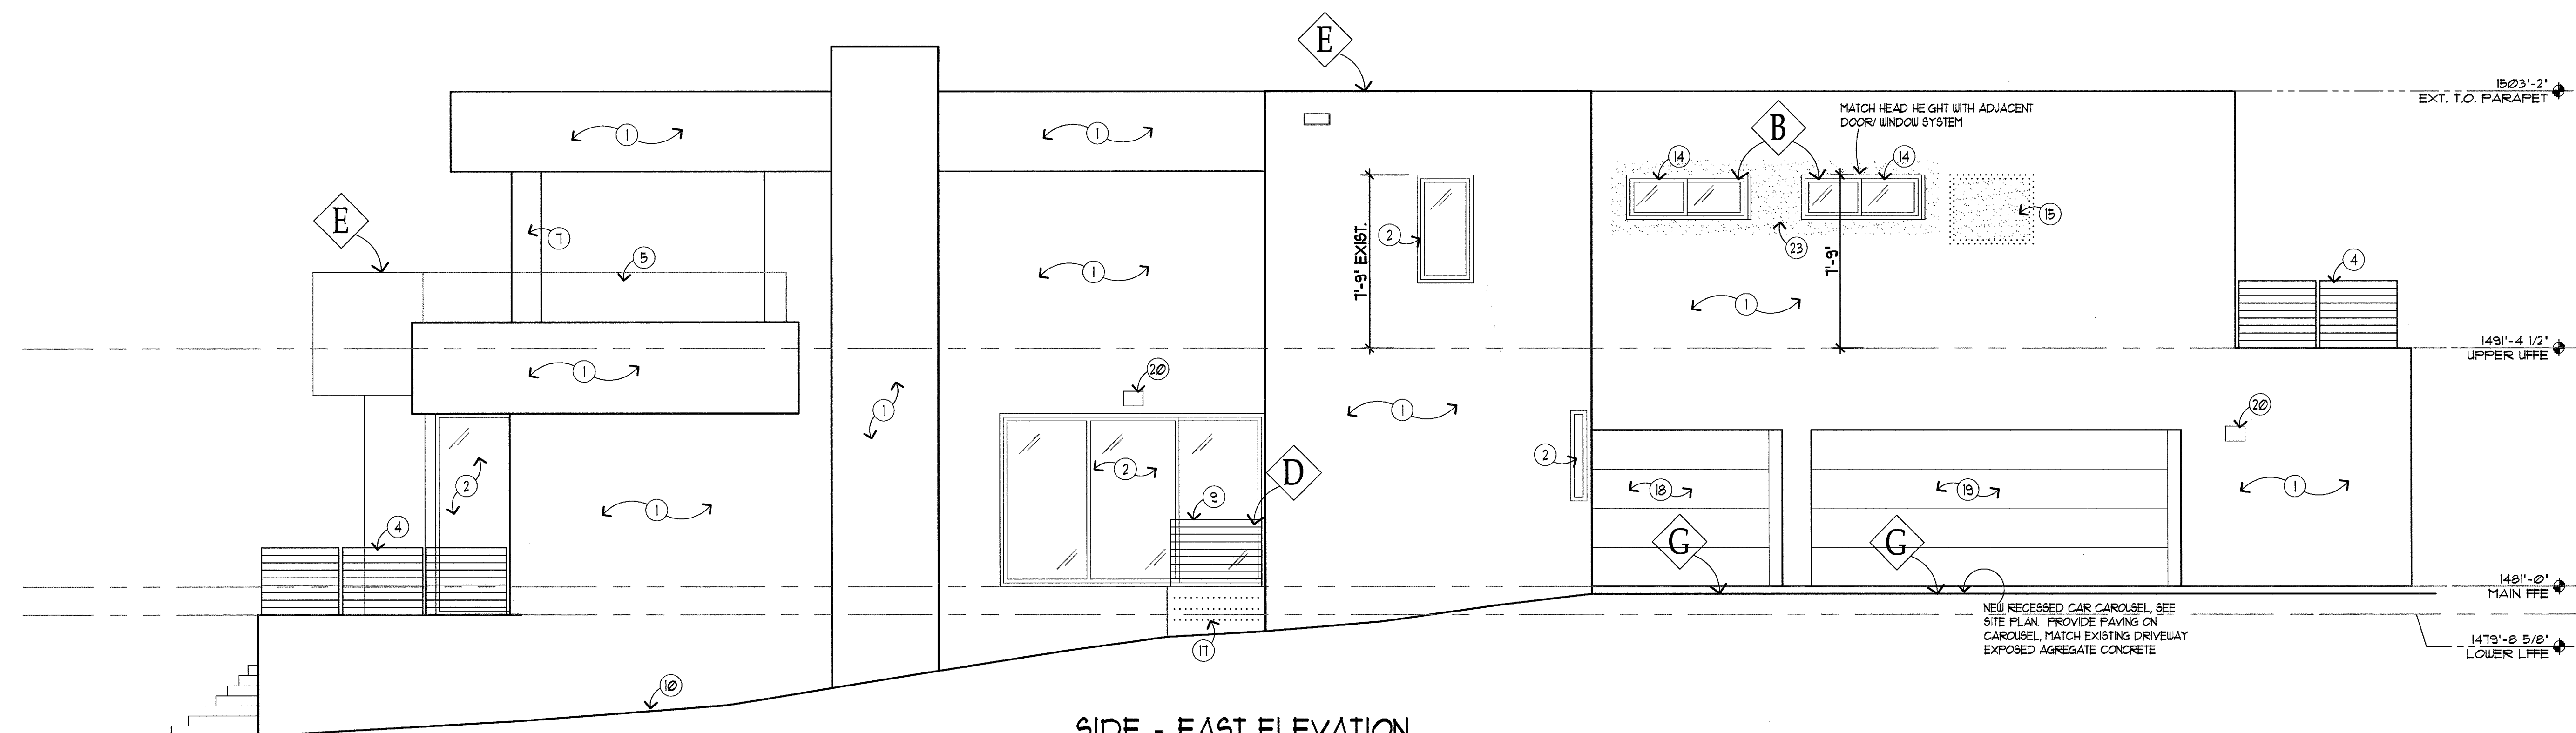 E
1503'-2"
EXT. T.O. PARAPET
MATCH HEAD HEIGHT WITH ADJACENT
DOOR/ WINDOW SYSTEM
B
1
1
14
14
E
7
5
1
7'-9" EXIST.
2
23
7'-9"
15
4
1
1491'-4 1/2"
UPPER UFFE
1
20
1
1
20
2
2
D
2
1
4
1
9
18
19
G
G
1481'-0"
MAIN FFE
NEW RECESSED CAR CAROUSEL, SEE
SITE PLAN. PROVIDE PAVING ON
CAROUSEL, MATCH EXISTING DRIVEWAY
EXPOSED AGREGATE CONCRETE
1479'-8 5/8"
LOWER LFFE
17
10
SIDE - EAST ELEVATION